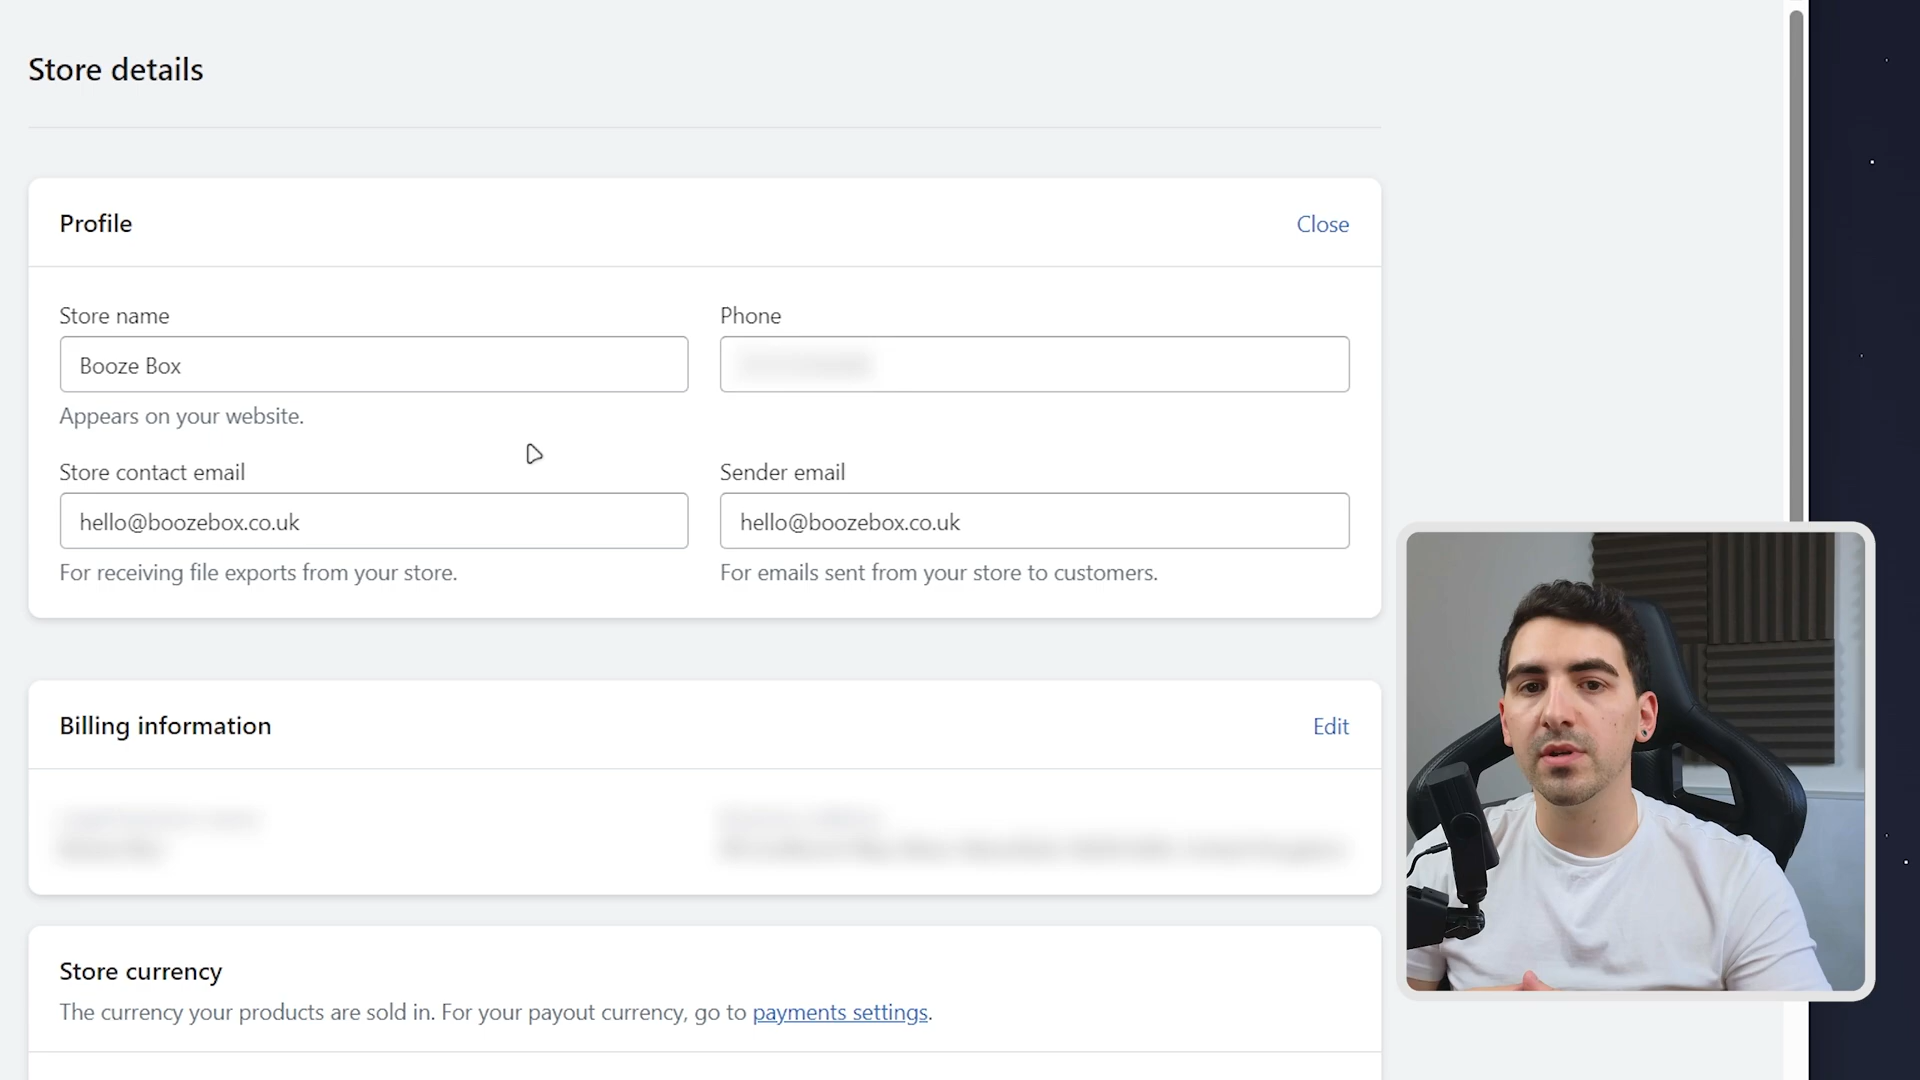 Store details
Profile
Close
Store name
Phone
Booze Box
Appears on your website.
Store contact email
Sender email
hello@boozebox.co.uk
hello@boozebox.co.uk
For receiving file exports from your store.
For emails sent from your store to customers.
Billing information
Edit
Store currency
The currency your products are sold in. For your payout currency, go to payments settings.